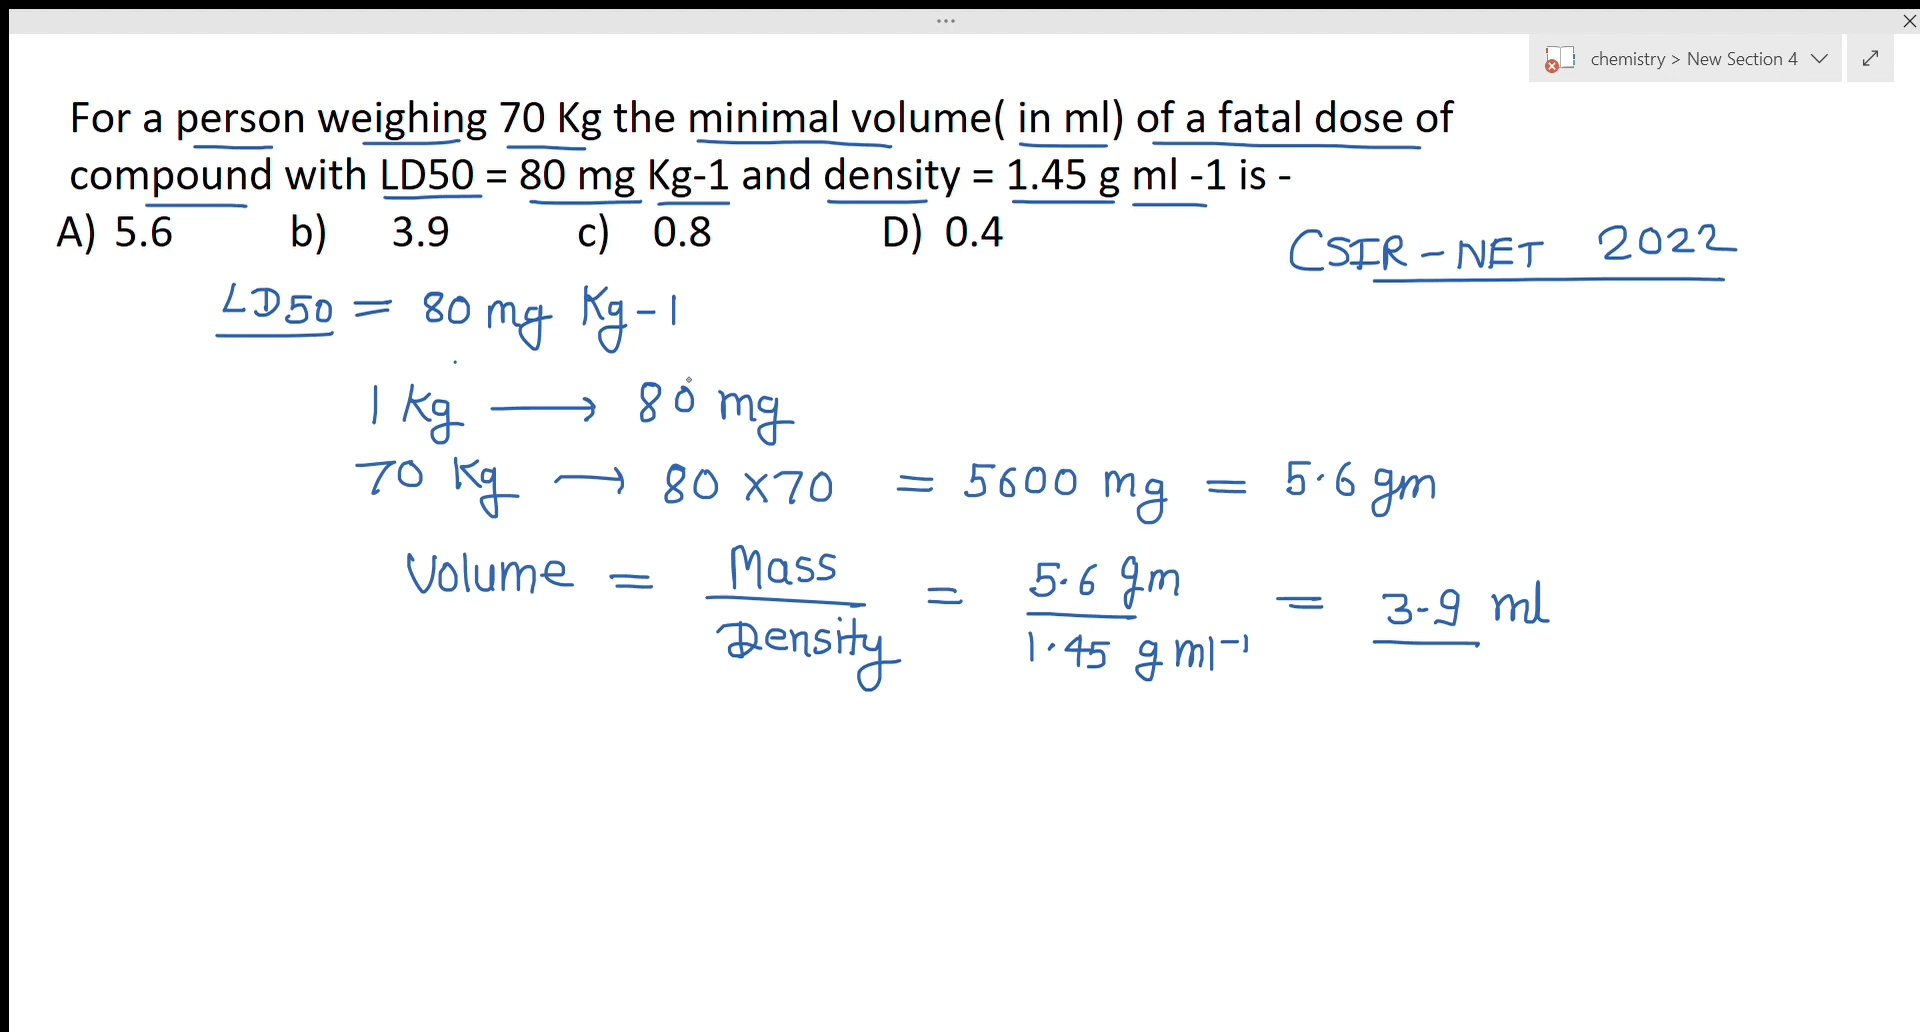 chemistry > New Section 4
For a person weighing 70 Kg the minimal volume( in ml) of a fatal dose of
compound with LD50 = 80 mg Kg-1 and density = 1.45 g ml -1 is -
A) 5.6 b) 3.9 c) 0.8 D) 0.4
CSIR-NET 2022
LD50 = 80 mg Kg-1
1 Kg → 80 mg
70 Kg → 80 x70 = 5600 mg = 5.6 gm
Volume = Mass / Density = 5.6 gm / 1.45 g ml⁻¹ = 3.9 ml